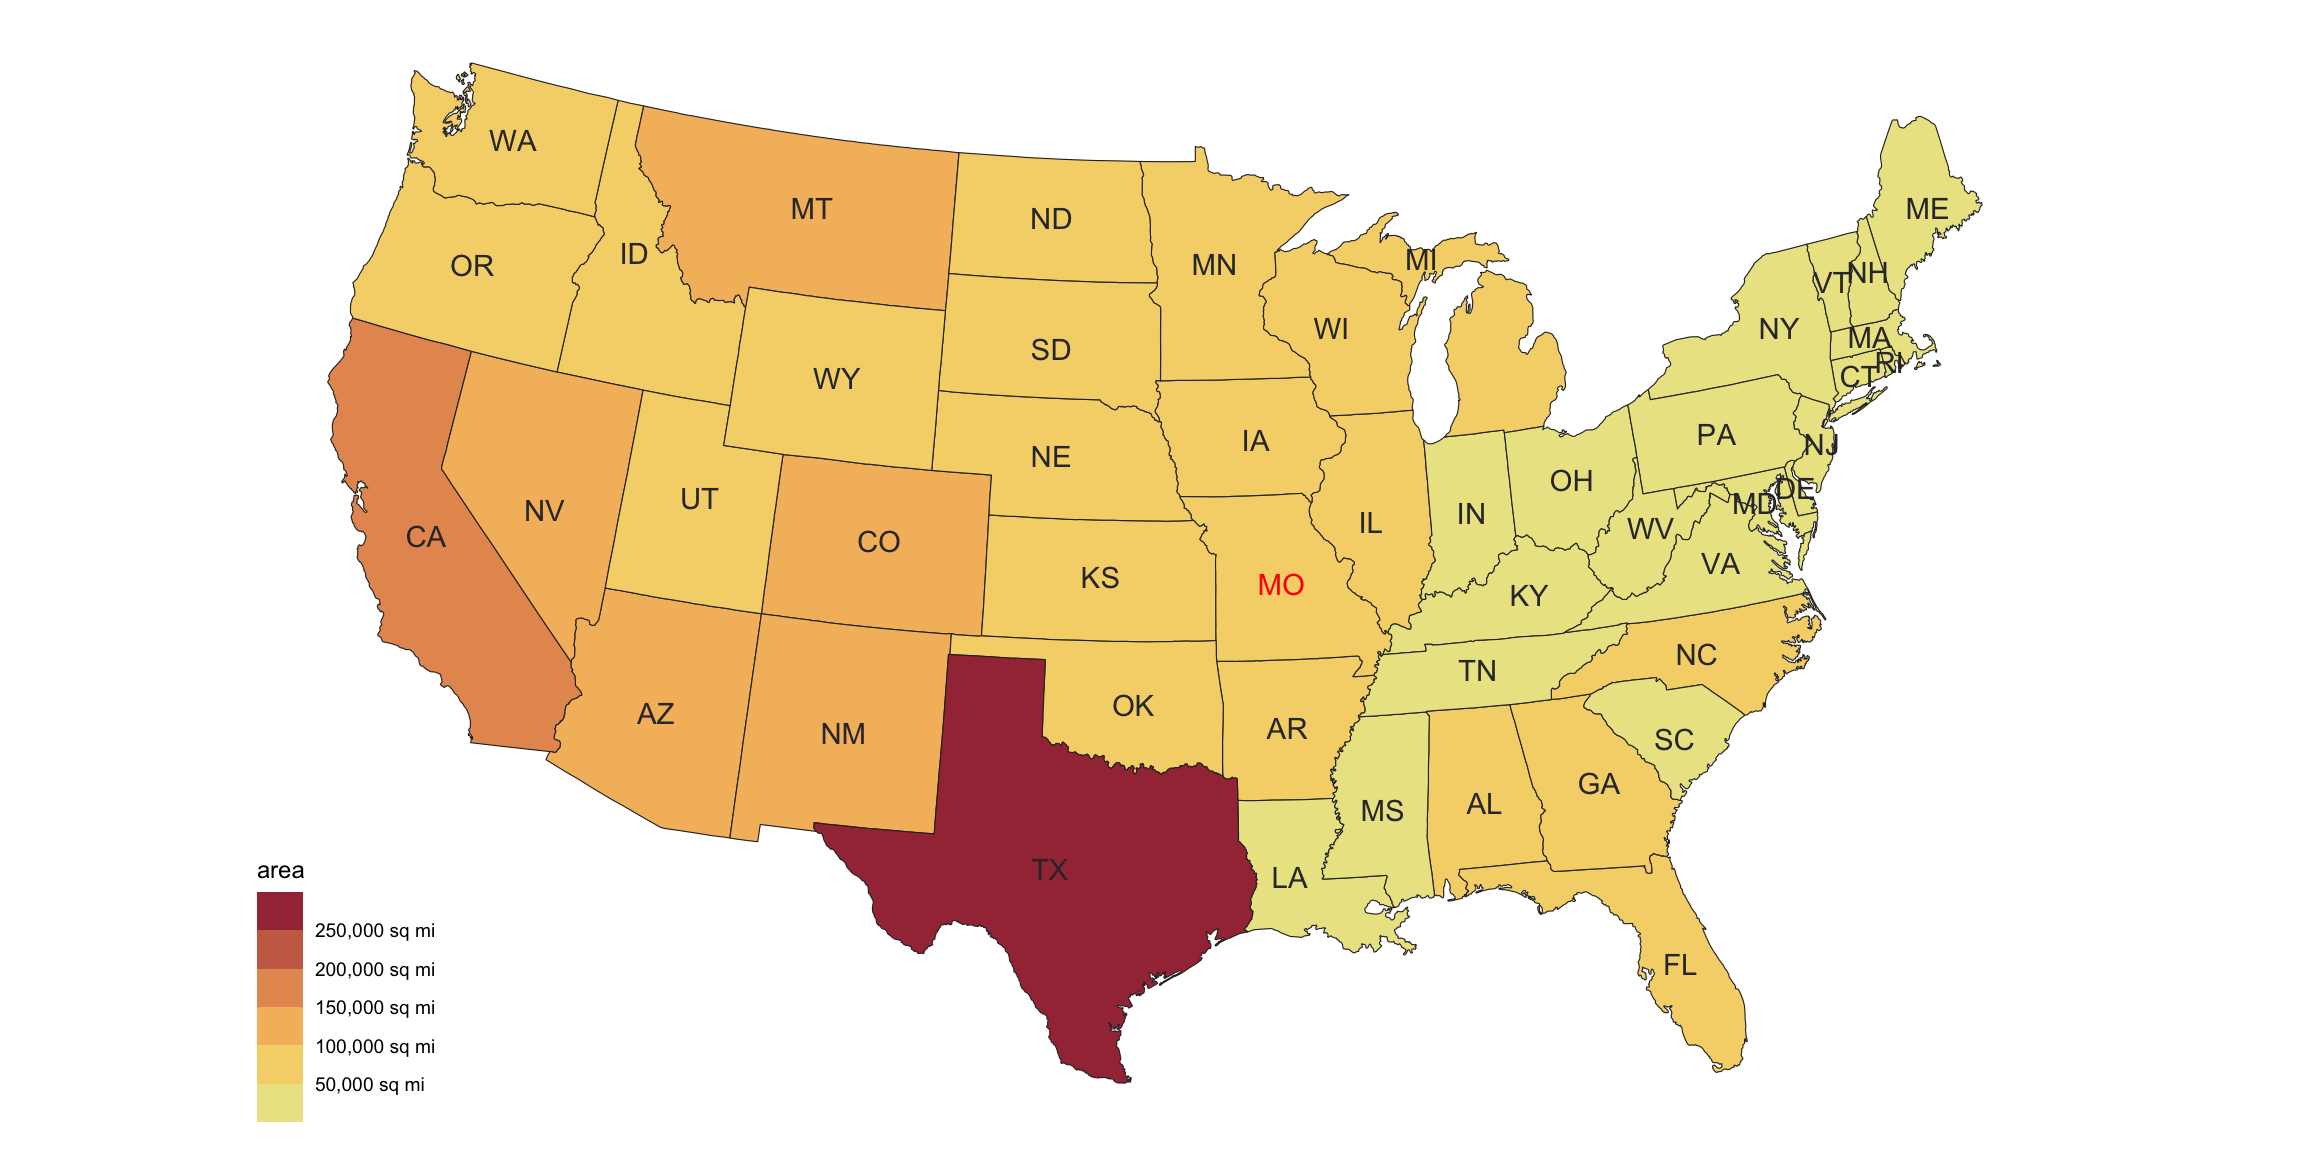 WA
MT
ND
MN
MI
ME
OR
ID
VT
NH
SD
WI
NY
MA
WY
RI
CT
IA
PA
NJ
NE
OH
NV
UT
IL
IN
MD
DE
CA
CO
WV
KS
MO
KY
VA
AZ
NM
OK
AR
TN
NC
SC
MS
AL
GA
TX
LA
FL
area
250,000 sq mi
200,000 sq mi
150,000 sq mi
100,000 sq mi
50,000 sq mi